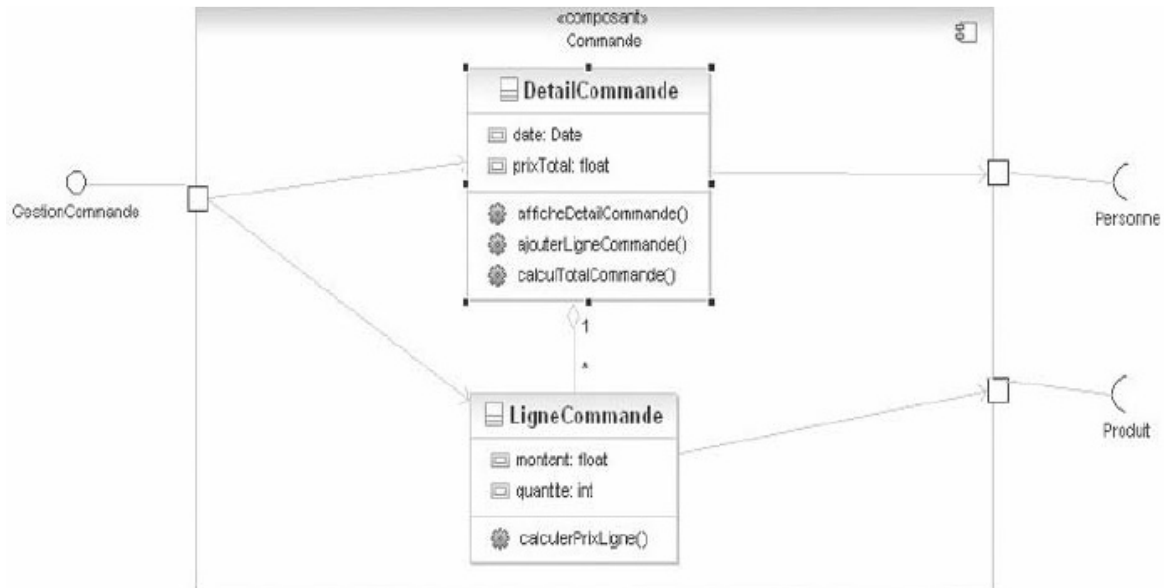 «composant»
Commande
DetailCommande
date: Date
prixTotal: float
afficheDetailCommande()
ajouterLigneCommande()
calculTotalCommande()
GestionCommande
Personne
1
*
LigneCommande
montant: float
quantite: int
calculerPrixLigne()
Produit